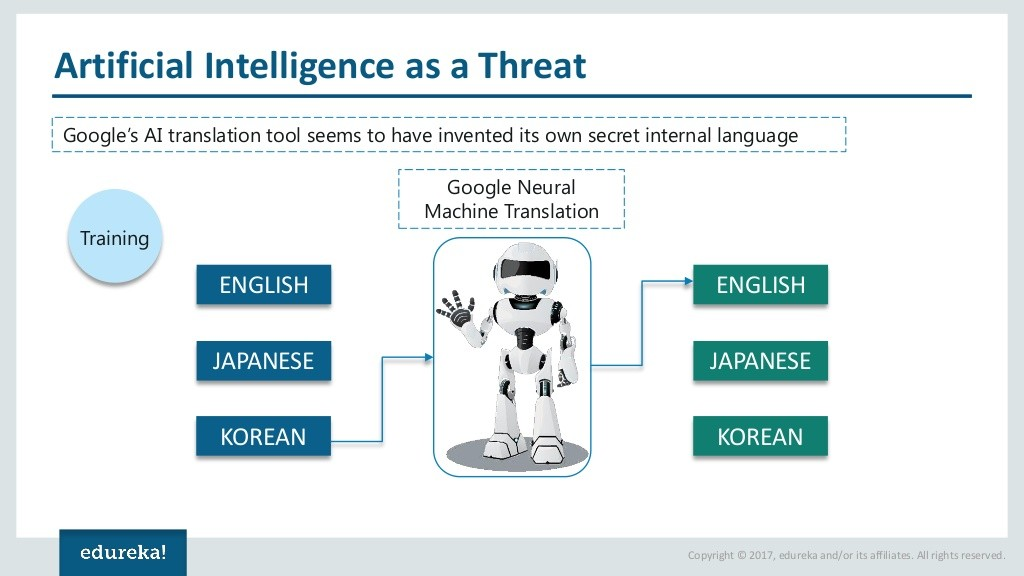 Artificial Intelligence as a Threat
Google's AI translation tool seems to have invented its own secret internal language
Google Neural
Machine Translation
Training
ENGLISH
JAPANESE
KOREAN
ENGLISH
JAPANESE
KOREAN
edureka!
Copyright © 2017, edureka and/or its affiliates. All rights reserved.